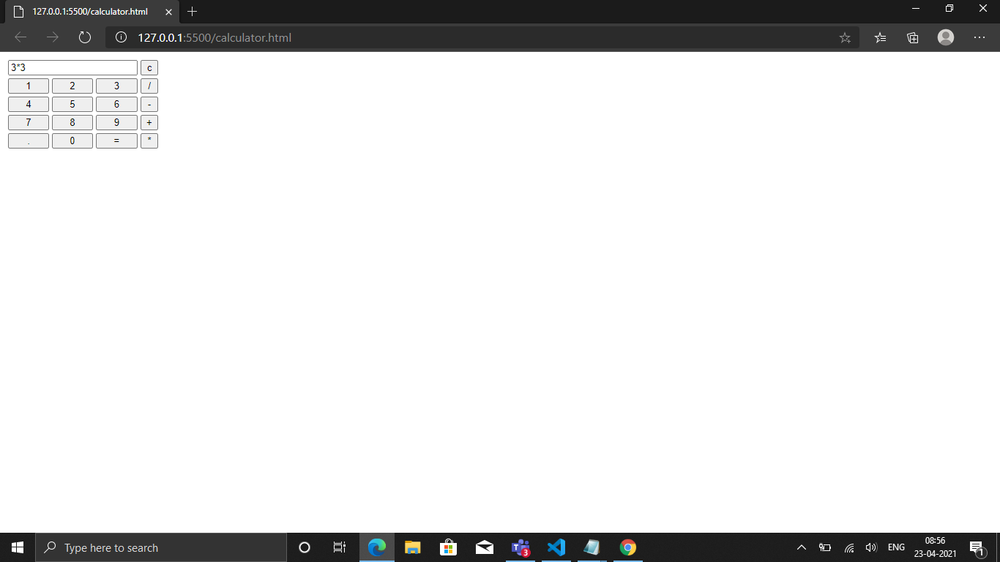 127.0.0.1:5500/calculator.html
127.0.0.1:5500/calculator.html
3*3 c
1 2 3 /
4 5 6 -
7 8 9 +
. 0 = *
Type here to search
T 3
ENG
08:56
23-04-2021
1